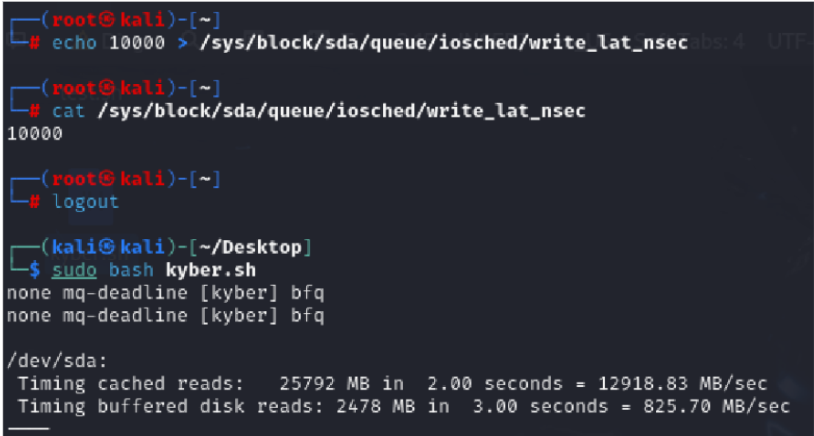 ┌──(root㉿kali)-[~]
└─# echo 10000 > /sys/block/sda/queue/iosched/write_lat_nsec
┌──(root㉿kali)-[~]
└─# cat /sys/block/sda/queue/iosched/write_lat_nsec
10000
┌──(root㉿kali)-[~]
└─# logout
┌──(kali㉿kali)-[~/Desktop]
└─$ sudo bash kyber.sh
none mq-deadline [kyber] bfq
none mq-deadline [kyber] bfq
/dev/sda:
 Timing cached reads:   25792 MB in  2.00 seconds = 12918.83 MB/sec
 Timing buffered disk reads: 2478 MB in  3.00 seconds = 825.70 MB/sec